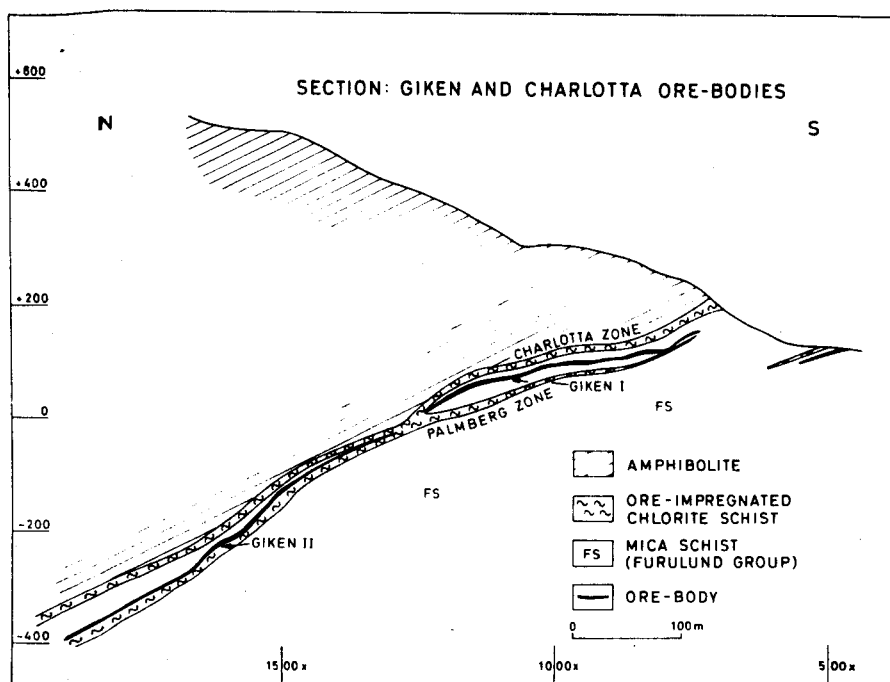 +600
SECTION: GIKEN AND CHARLOTTA ORE-BODIES
N
S
+400
+200
CHARLOTTA ZONE
GIKEN I
0
PALMBERG ZONE
FS
AMPHIBOLITE
FS
ORE-IMPREGNATED
CHLORITE SCHIST
-200
GIKEN II
FS
MICA SCHIST
(FURULUND GROUP)
ORE-BODY
0
100m
-400
1500x
1000x
500x